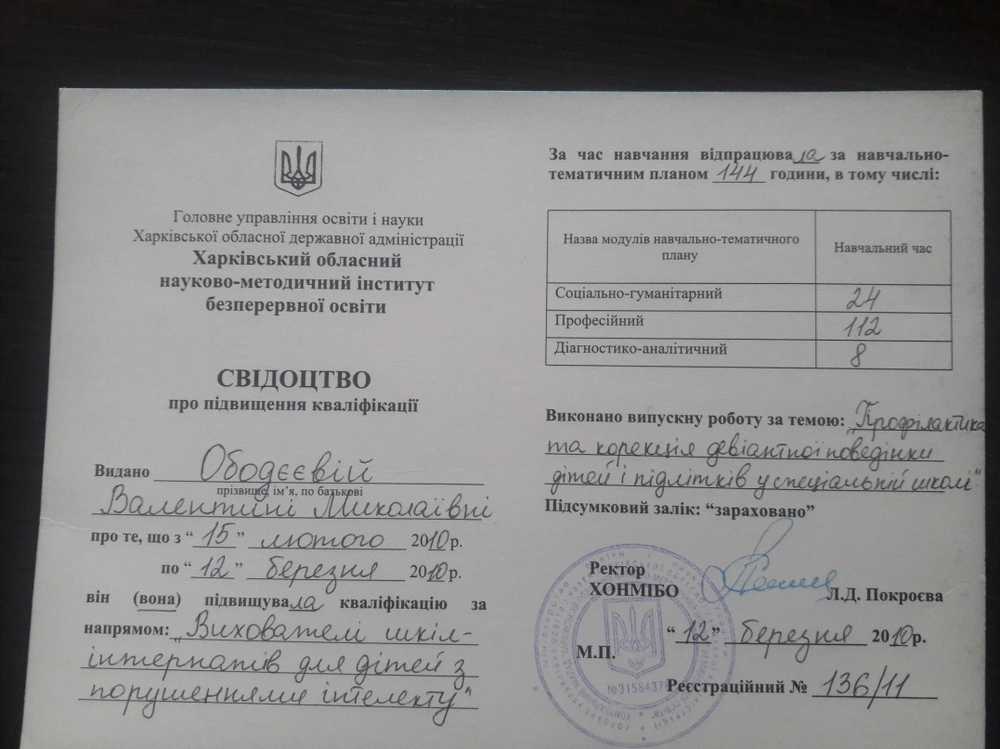 Головне управління освіти і науки
Харківської обласної державної адміністрації
Харківський обласний
науково-методичний інститут
безперервної освіти
СВІДОЦТВО
про підвищення кваліфікації
Видано Ободєєвій
прізвище, ім’я, по батькові
Валентині Миколаївні
про те, що з “ 15 ” лютого 2010 р.
по “ 12 ” березня 2010 р.
він (вона) підвищувала кваліфікацію за
напрямом: „Вихователі шкіл-
інтернатів для дітей з
порушеннями інтелекту“
За час навчання відпрацювала за навчально-
тематичним планом 144 години, в тому числі:
Назва модулів навчально-тематичного
плану
Навчальний час
Соціально-гуманітарний 24
Професійний 112
Діагностико-аналітичний 8
Виконано випускну роботу за темою: „Профілактика
та корекція девіантної поведінки
дітей і підлітків у спеціальній школі“
Підсумковий залік: “зараховано”
Ректор
ХОНМІБО
Л.Д. Покроєва
“ 12 ” березня 2010 р.
М.П.
Реєстраційний № 136/11